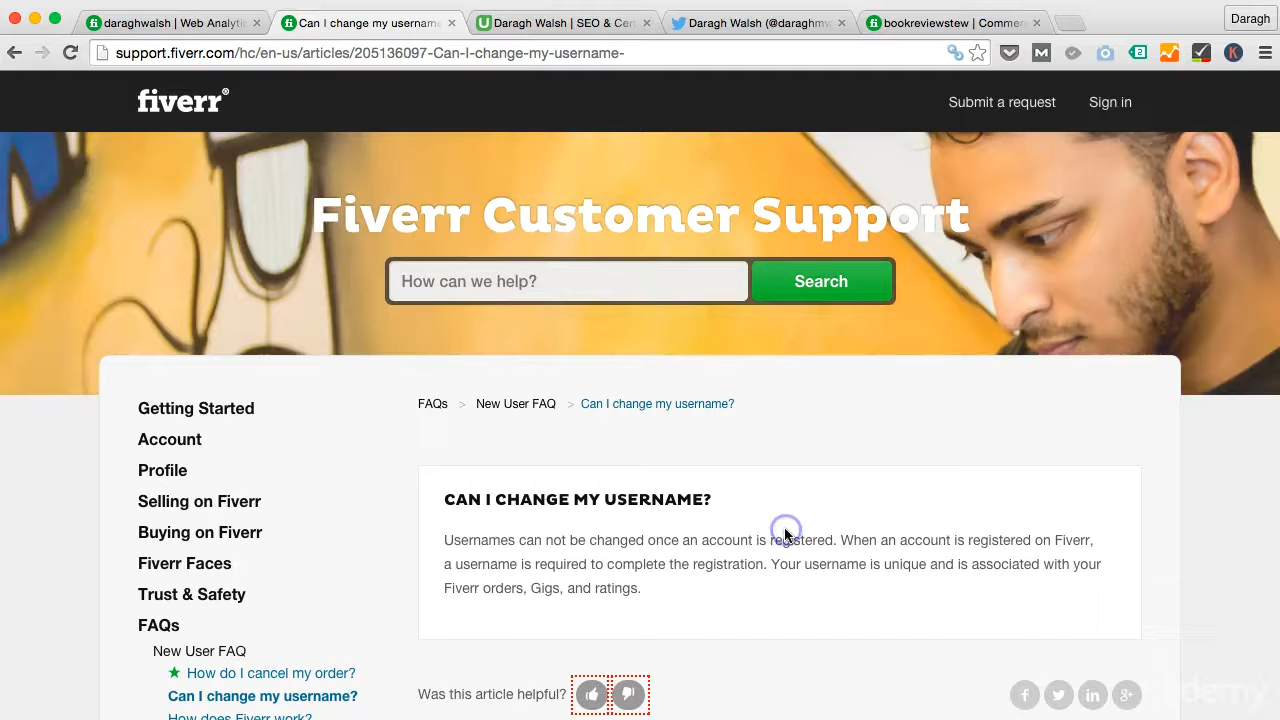 daraghwalsh | Web Analytic
Can I change my username
Daragh Walsh | SEO & Cert
Daragh Walsh (@daraghmw
bookreviewstew | Commer
Daragh
support.fiverr.com/hc/en-us/articles/205136097-Can-I-change-my-username-
fiverr®
Submit a request
Sign in
Fiverr Customer Support
How can we help?
Search
Getting Started
Account
Profile
Selling on Fiverr
Buying on Fiverr
Fiverr Faces
Trust & Safety
FAQs
New User FAQ
★ How do I cancel my order?
Can I change my username?
How does Fiverr work?
FAQs > New User FAQ > Can I change my username?
CAN I CHANGE MY USERNAME?
Usernames can not be changed once an account is registered. When an account is registered on Fiverr,
a username is required to complete the registration. Your username is unique and is associated with your
Fiverr orders, Gigs, and ratings.
Was this article helpful?
udemy